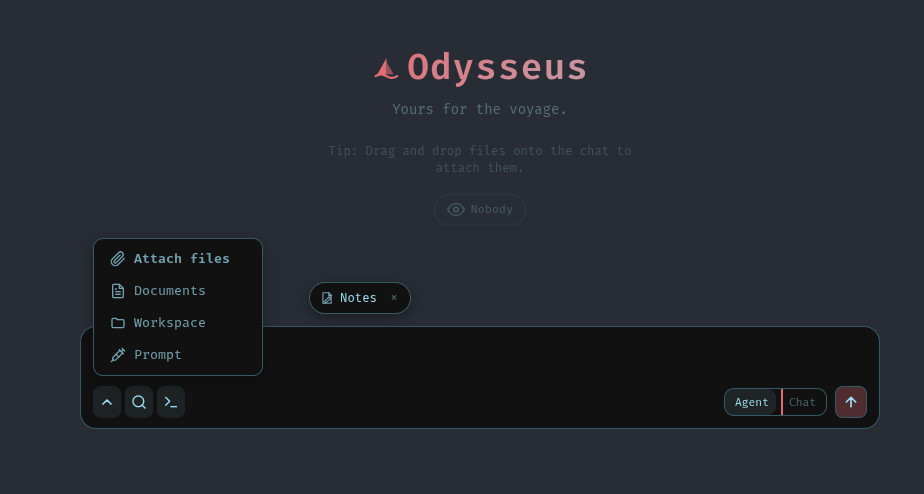 Odysseus
Yours for the voyage.
Tip: Drag and drop files onto the chat to
attach them.
Nobody
Attach files
Documents
Workspace
Prompt
Notes ×
Agent Chat